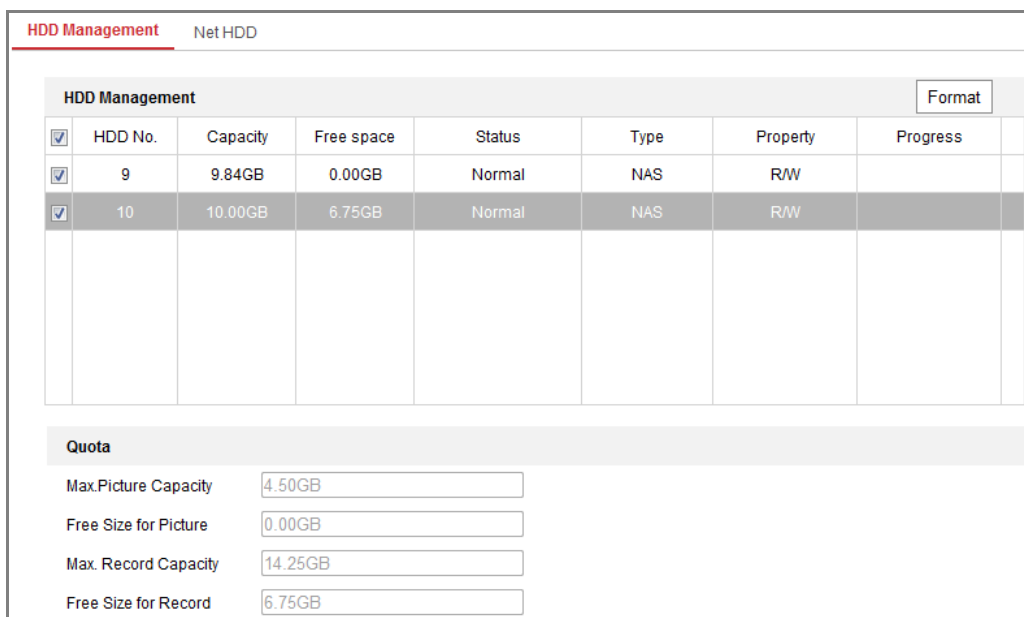 HDD Management Net HDD
HDD Management Format
HDD No. Capacity Free space Status Type Property Progress
9 9.84GB 0.00GB Normal NAS R/W
10 10.00GB 6.75GB Normal NAS R/W
Quota
Max.Picture Capacity 4.50GB
Free Size for Picture 0.00GB
Max. Record Capacity 14.25GB
Free Size for Record 6.75GB